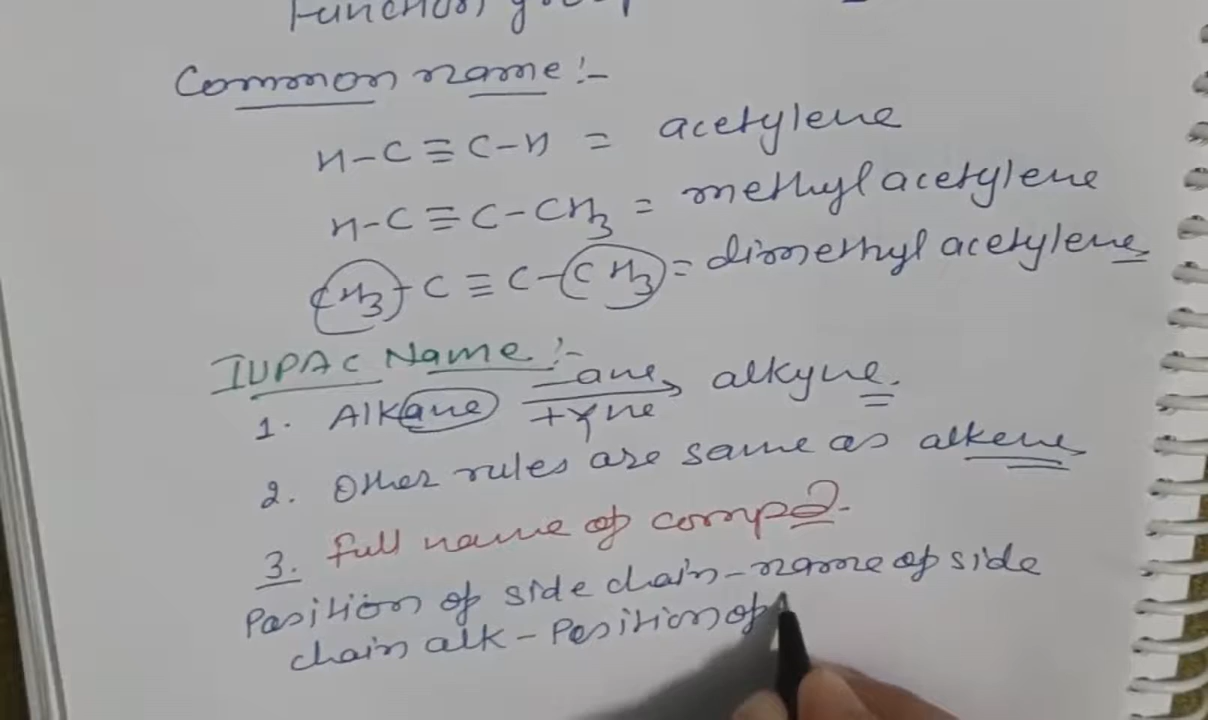 Function group
Common name :-
H-C≡C-H = acetylene
H-C≡C-CH3 = methyl acetylene
CH3-C≡C-CH3 = dimethyl acetylene
IUPAC Name :-
1. Alkane -ane +yne → alkyne.
2. Other rules are same as alkene
3. full name of compd.
Position of side chain - name of side
chain alk - Position of